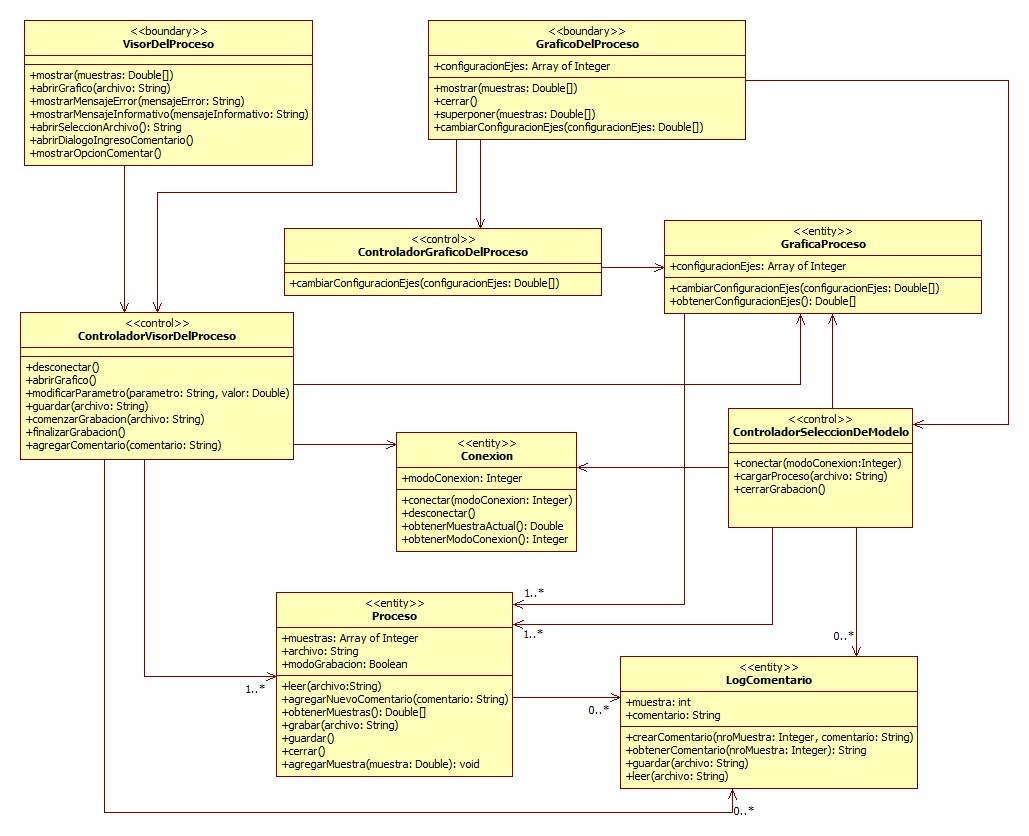 <<boundary>>
VisorDelProceso
+mostrar(muestras: Double[])
+abrirGrafico(archivo: String)
+mostrarMensajeError(mensajeError: String)
+mostrarMensajeInformativo(mensajeInformativo: String)
+abrirSeleccionArchivo(): String
+abrirDialogoIngresoComentario()
+mostrarOpcionComentar()
<<boundary>>
GraficoDelProceso
+configuracionEjes: Array of Integer
+mostrar(muestras: Double[])
+cerrar()
+superponer(muestras: Double[])
+cambiarConfiguracionEjes(configuracionEjes: Double[])
<<control>>
ControladorGraficoDelProceso
+cambiarConfiguracionEjes(configuracionEjes: Double[])
<<entity>>
GraficaProceso
+configuracionEjes: Array of Integer
+cambiarConfiguracionEjes(configuracionEjes: Double[])
+obtenerConfiguracionEjes(): Double[]
<<control>>
ControladorVisorDelProceso
+desconectar()
+abrirGrafico()
+modificarParametro(parametro: String, valor: Double)
+guardar(archivo: String)
+comenzarGrabacion(archivo: String)
+finalizarGrabacion()
+agregarComentario(comentario: String)
<<entity>>
Conexion
+modoConexion: Integer
+conectar(modoConexion: Integer)
+desconectar()
+obtenerMuestraActual(): Double
+obtenerModoConexion(): Integer
<<control>>
ControladorSeleccionDeModelo
+conectar(modoConexion:Integer)
+cargarProceso(archivo: String)
+cerrarGrabacion()
<<entity>>
Proceso
+muestras: Array of Integer
+archivo: String
+modoGrabacion: Boolean
+leer(archivo:String)
+agregarNuevoComentario(comentario: String)
+obtenerMuestras(): Double[]
+grabar(archivo: String)
+guardar()
+cerrar()
+agregarMuestra(muestra: Double): void
1..*
1..*
1..*
0..*
0..*
<<entity>>
LogComentario
+muestra: int
+comentario: String
+crearComentario(nroMuestra: Integer, comentario: String)
+obtenerComentario(nroMuestra: Integer): String
+guardar(archivo: String)
+leer(archivo: String)
0..*